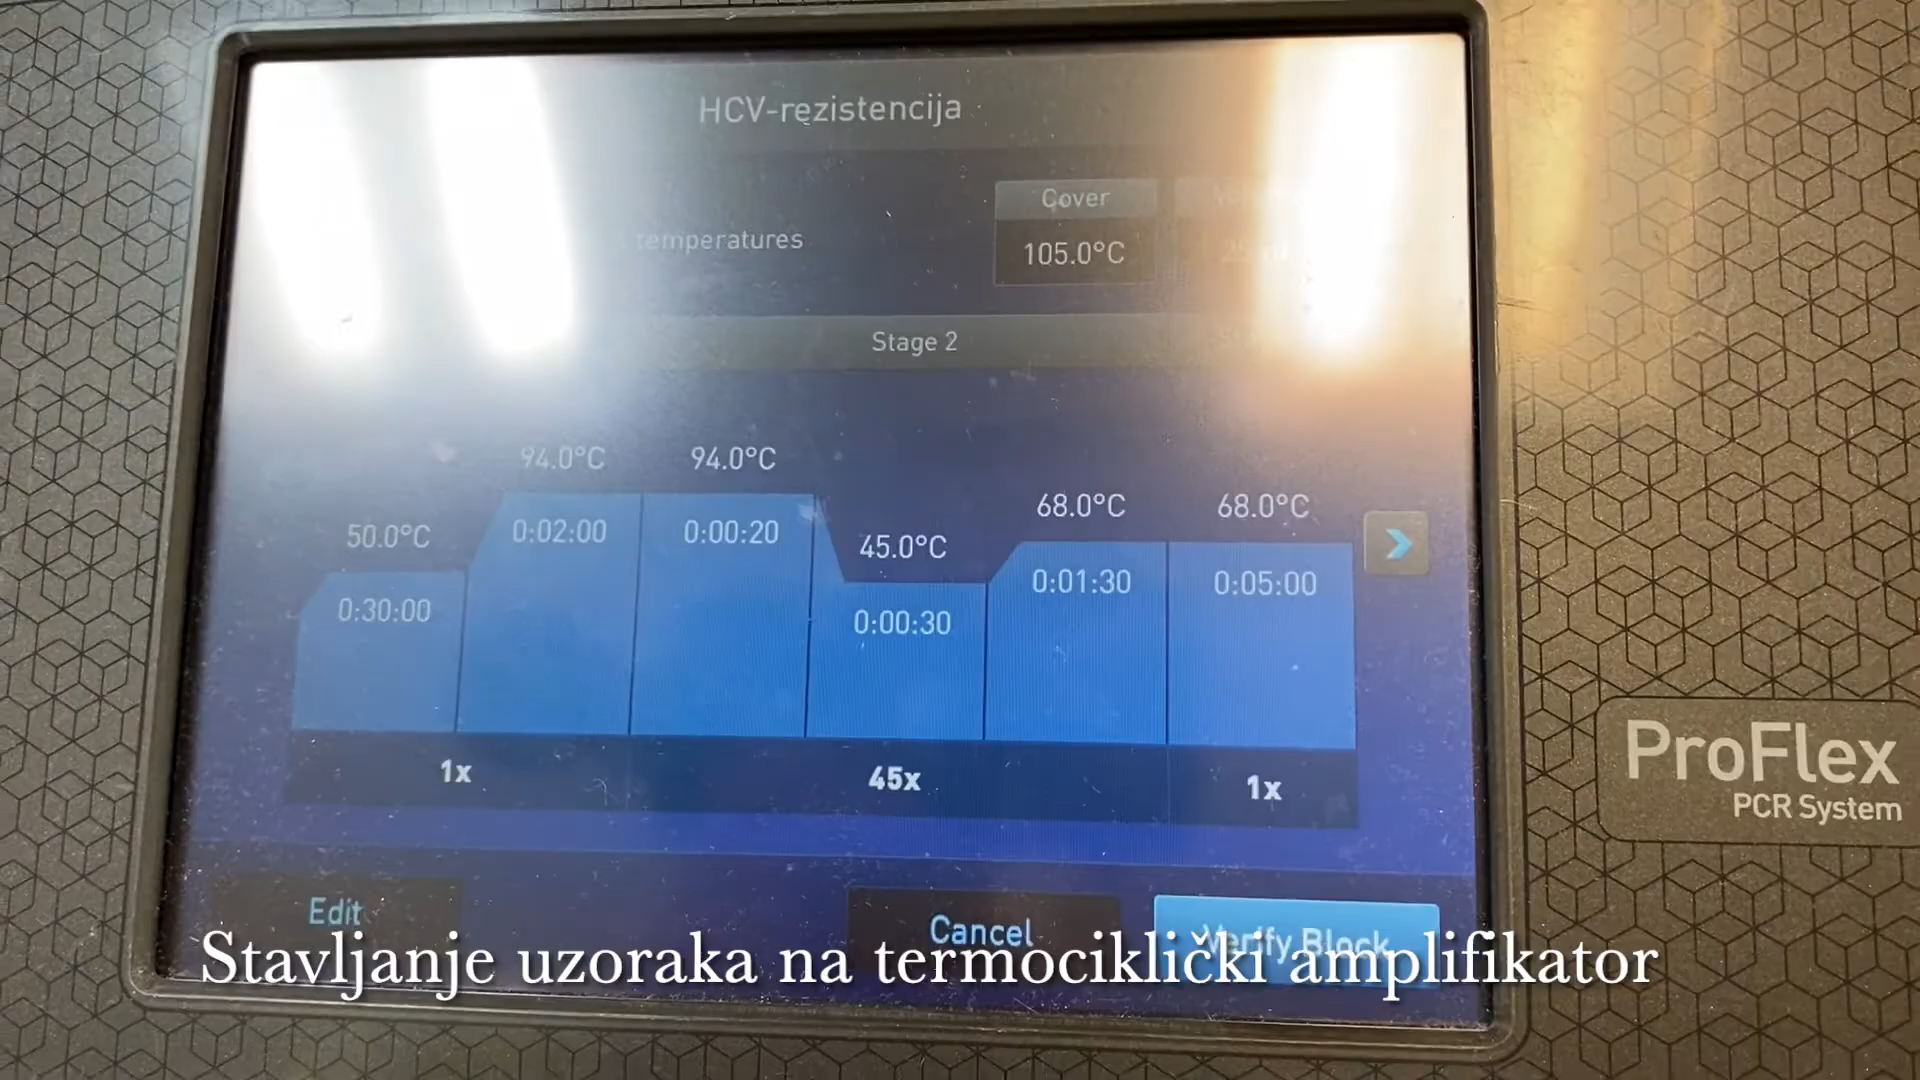 HCV-rezistencija
Cover
temperatures
105.0°C
Stage 2
94.0°C 94.0°C
50.0°C 45.0°C 68.0°C 68.0°C
0:30:00 0:02:00 0:00:20 0:00:30 0:01:30 0:05:00
1x 45x 1x
ProFlex
PCR System
Edit Cancel Verify Block
Stavljanje uzoraka na termociklički amplifikator